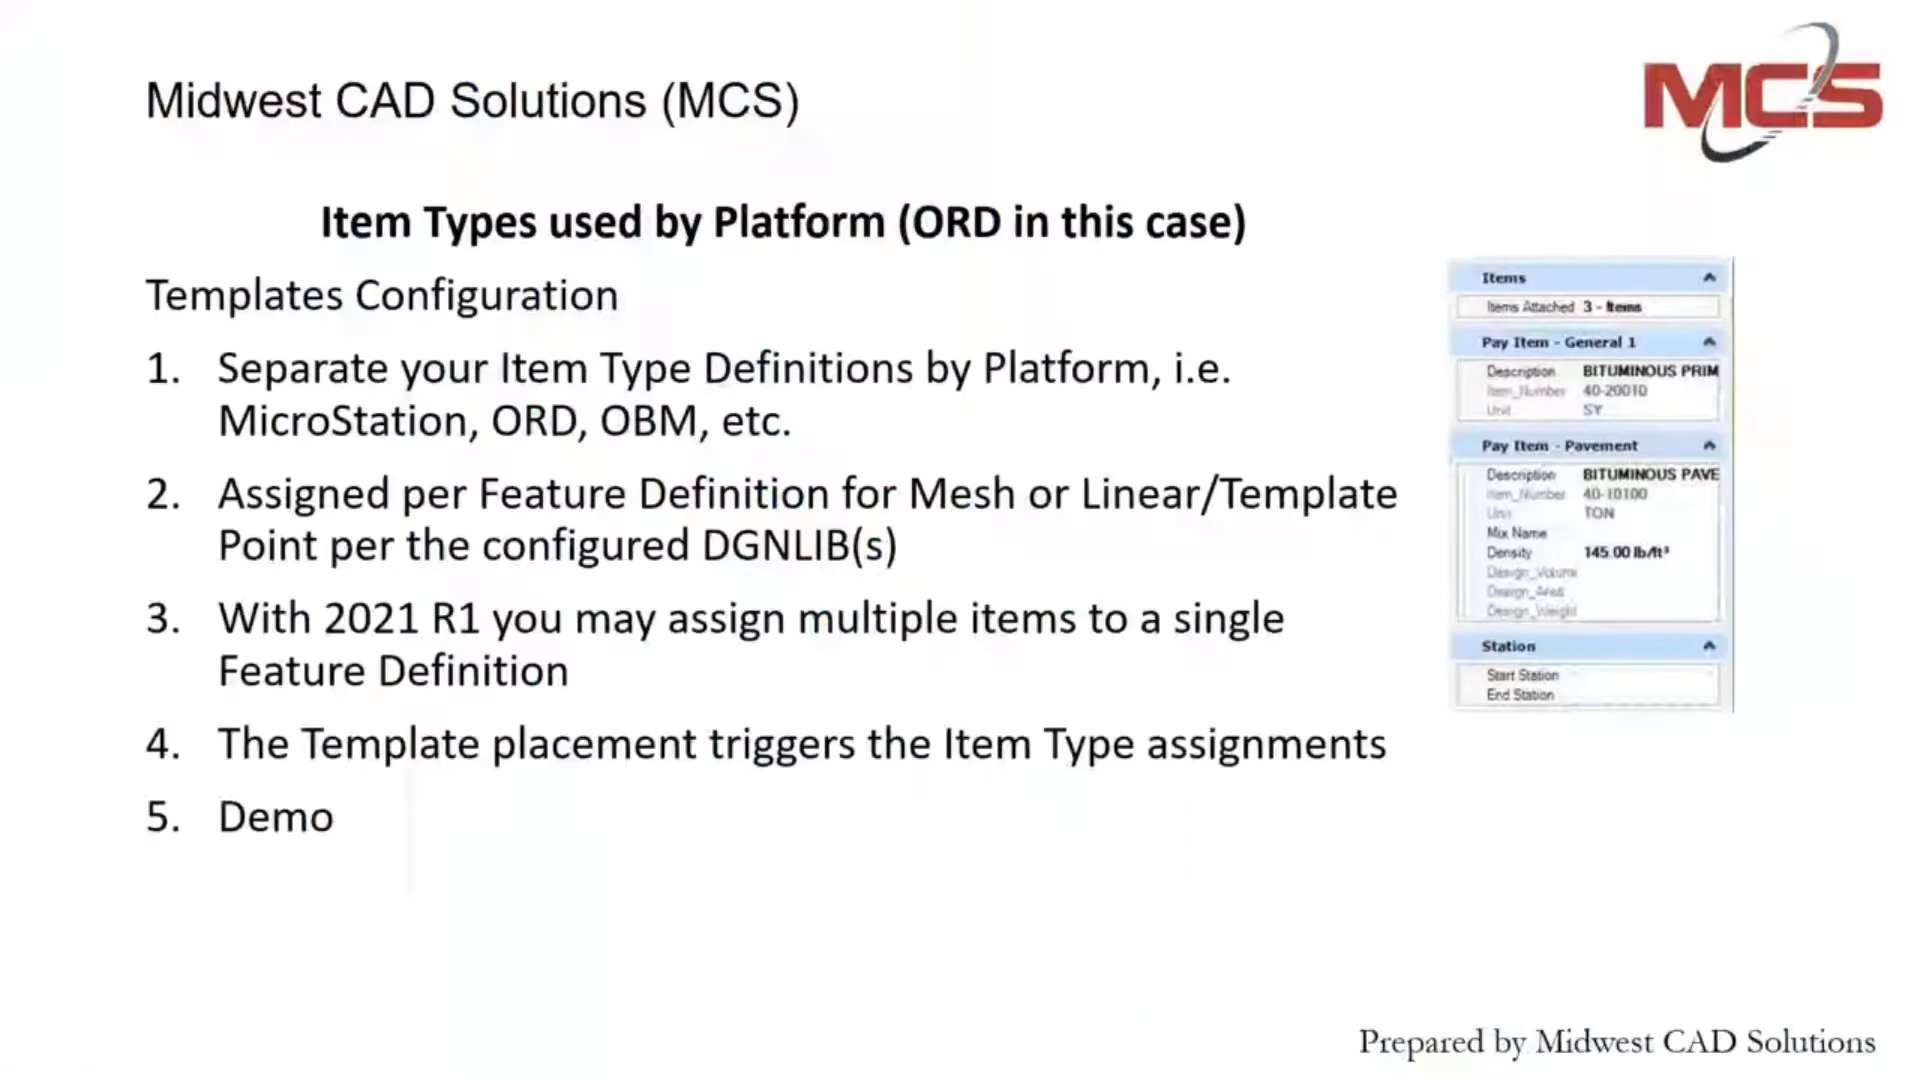 Midwest CAD Solutions (MCS)
MCS
Item Types used by Platform (ORD in this case)
Templates Configuration
1. Separate your Item Type Definitions by Platform, i.e.
MicroStation, ORD, OBM, etc.
2. Assigned per Feature Definition for Mesh or Linear/Template
Point per the configured DGNLIB(s)
3. With 2021 R1 you may assign multiple items to a single
Feature Definition
4. The Template placement triggers the Item Type assignments
5. Demo
Items
Items Attached 3 - Items
Pay Item - General 1
Description BITUMINOUS PRIM
Item_Number 40-20010
Unit SY
Pay Item - Pavement
Description BITUMINOUS PAVE
Item_Number 40-10100
Unit TON
Mix Name
Density 145.00 lb/ft³
Design_Volume
Design_Area
Design_Weight
Station
Start Station
End Station
Prepared by Midwest CAD Solutions